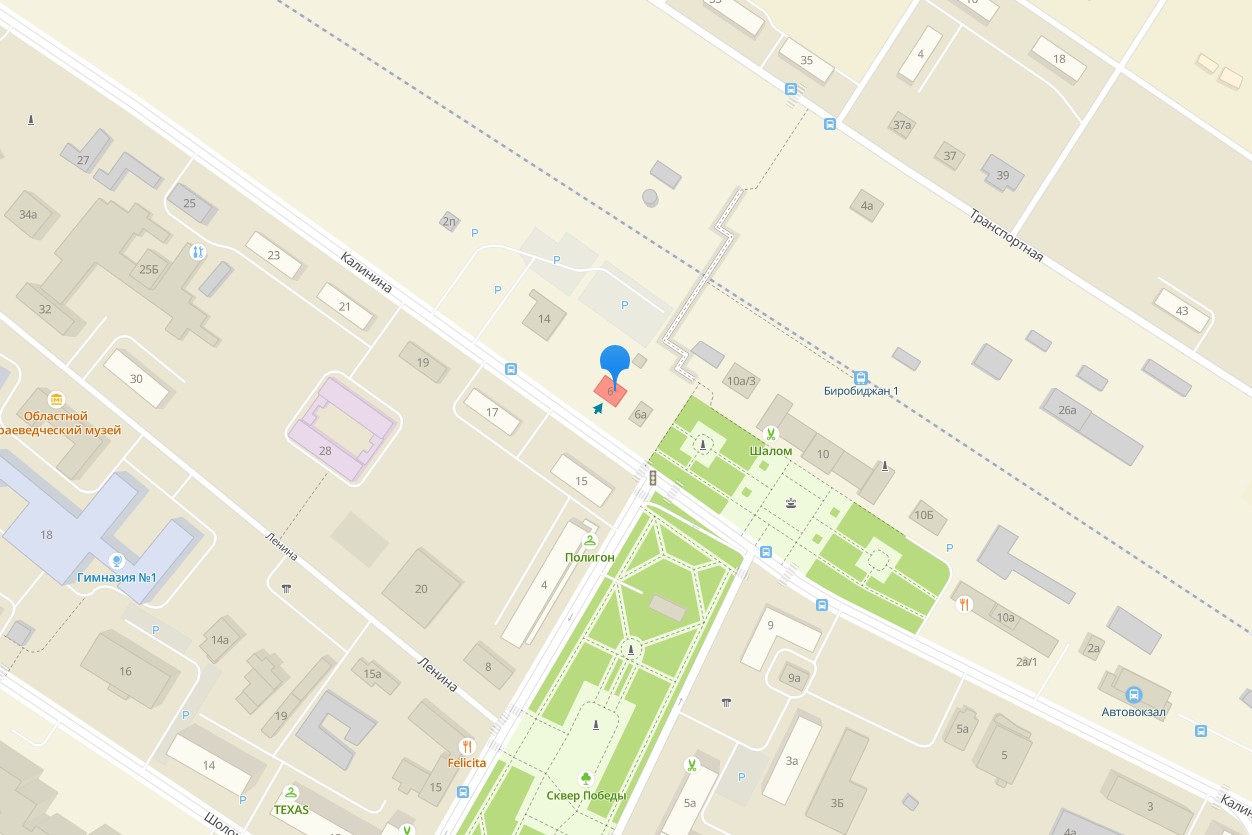 35
4
18
37а
37
39
4а
Транспортная
43
27
25
34а
2п
P
23
Калинина
P
25Б
21
P
P
32
14
19
30
6а
10а/3
Биробиджан 1
Областной
раеведческий музей
17
26а
28
Шалом
10
15
10Б
18
Ленина
Полигон
P
Гимназия №1
20
4
10а
P
14а
9
2а
2а/1
16
15а
8
Ленина
9а
Автовокзал
P
19
5а
5
Felicita
14
3а
P
15
Сквер Победы
P
TEXAS
5а
3Б
3
Калин
Шолом
4а